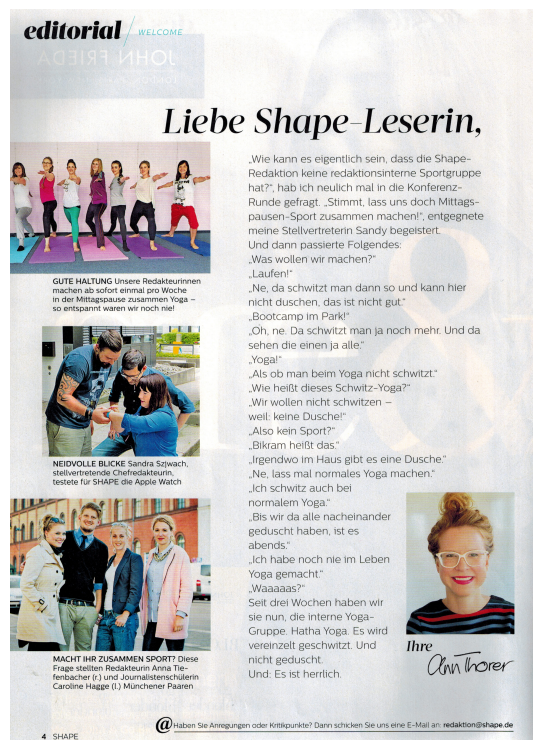 editorial
WELCOME
JOHN FRIEDA
Liebe Shape-Leserin,
„Wie kann es eigentlich sein, dass die Shape-
Redaktion keine redaktionsinterne Sportgruppe
hat?“, hab ich neulich mal in die Konferenz-
Runde gefragt. „Stimmt, lass uns doch Mittags-
pausen-Sport zusammen machen!“, entgegnete
meine Stellvertreterin Sandy begeistert.
Und dann passierte Folgendes:
„Was wollen wir machen?“
„Laufen!“
„Ne, da schwitzt man dann so und kann hier
nicht duschen, das ist nicht gut.“
„Bootcamp im Park!“
„Oh, ne. Da schwitzt man ja noch mehr. Und da
sehen die einen ja alle.“
„Yoga!“
„Als ob man beim Yoga nicht schwitzt.“
„Wie heißt dieses Schwitz-Yoga?“
„Wir wollen nicht schwitzen –
weil: keine Dusche!“
„Also kein Sport?“
„Bikram heißt das.“
„Irgendwo im Haus gibt es eine Dusche.“
„Ne, lass mal normales Yoga machen.“
„Ich schwitz auch bei
normalem Yoga.“
„Bis wir da alle nacheinander
geduscht haben, ist es
abends.“
„Ich habe noch nie im Leben
Yoga gemacht.“
„Waaaaas?“
Seit drei Wochen haben wir
sie nun, die interne Yoga-
Gruppe. Hatha Yoga. Es wird
vereinzelt geschwitzt. Und
nicht geduscht.
Und: Es ist herrlich.
GUTE HALTUNG Unsere Redakteurinnen
machen ab sofort einmal pro Woche
in der Mittagspause zusammen Yoga –
so entspannt waren wir noch nie!
NEIDVOLLE BLICKE Sandra Szjwach,
stellvertretende Chefredakteurin,
testete für SHAPE die Apple Watch
MACHT IHR ZUSAMMEN SPORT? Diese
Frage stellten Redakteurin Anna Tie-
fenbacher (r.) und Journalistenschülerin
Caroline Hagge (l.) Münchener Paaren
Ihre
Ann Thorer
@ Haben Sie Anregungen oder Kritikpunkte? Dann schicken Sie uns eine E-Mail an: redaktion@shape.de
4 SHAPE